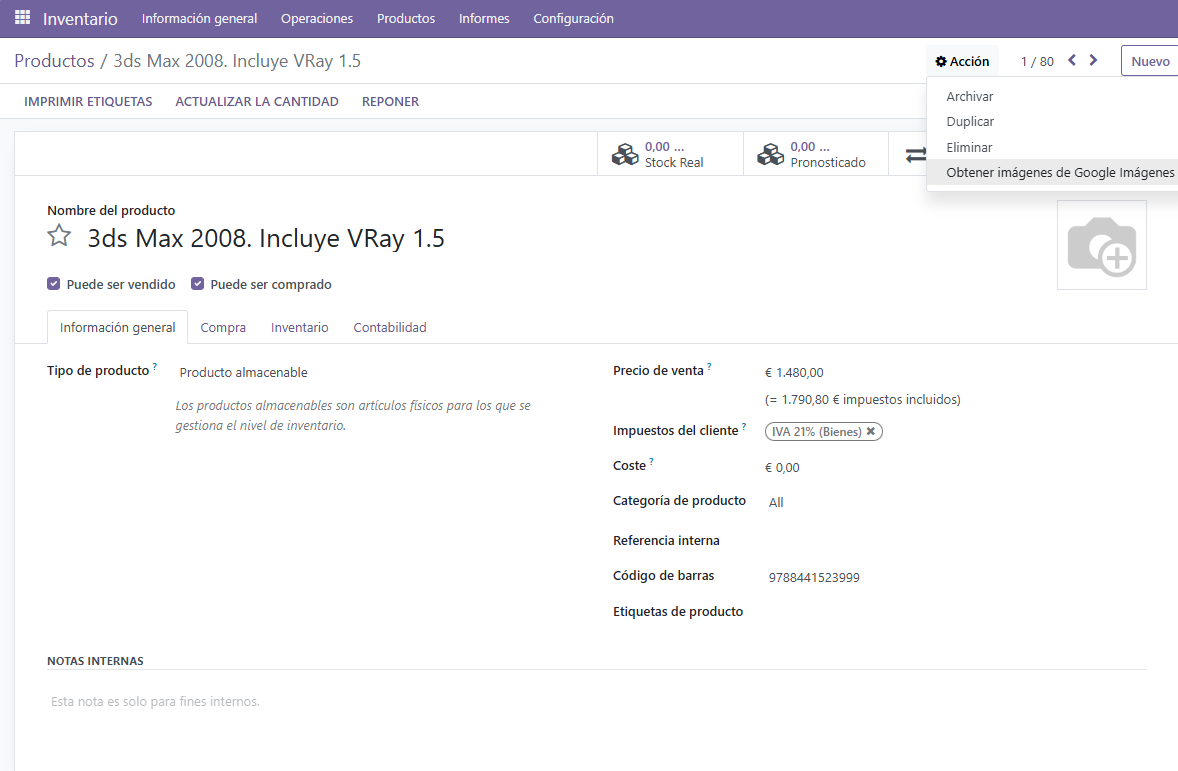 Inventario Información general Operaciones Productos Informes Configuración
Productos / 3ds Max 2008. Incluye VRay 1.5 Acción 1 / 80 Nuevo
Archivar
Duplicar
Eliminar
Obtener imágenes de Google Imágenes
IMPRIMIR ETIQUETAS ACTUALIZAR LA CANTIDAD REPONER
0,00 ...
Stock Real
0,00 ...
Pronosticado
Nombre del producto
3ds Max 2008. Incluye VRay 1.5
Puede ser vendido Puede ser comprado
Información general Compra Inventario Contabilidad
Tipo de producto ? Producto almacenable
Los productos almacenables son artículos físicos para los que se
gestiona el nivel de inventario.
Precio de venta ? € 1.480,00
(= 1.790,80 € impuestos incluidos)
Impuestos del cliente ? IVA 21% (Bienes) ✖
Coste ? € 0,00
Categoría de producto All
Referencia interna
Código de barras 9788441523999
Etiquetas de producto
NOTAS INTERNAS
Esta nota es solo para fines internos.